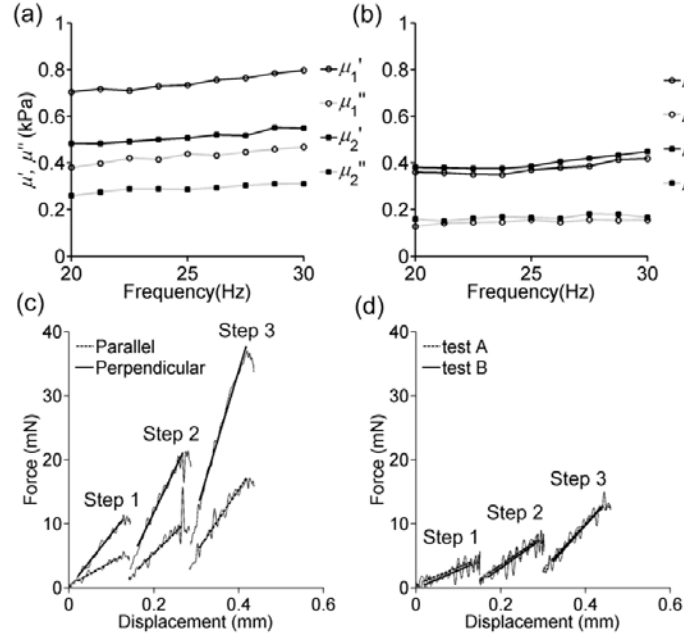 (a)
(b)
1
0.8
0.6
0.4
0.2
0
μ', μ" (kPa)
20
25
30
Frequency(Hz)
μ₁'
μ₁"
μ₂'
μ₂"
1
0.8
0.6
0.4
0.2
0
20
25
30
Frequency(Hz)
(c)
(d)
40
30
20
10
0
Force (mN)
Parallel
Perpendicular
Step 1
Step 2
Step 3
0
0.2
0.4
0.6
Displacement (mm)
40
30
20
10
0
Force (mN)
test A
test B
Step 1
Step 2
Step 3
0
0.2
0.4
0.6
Displacement (mm)